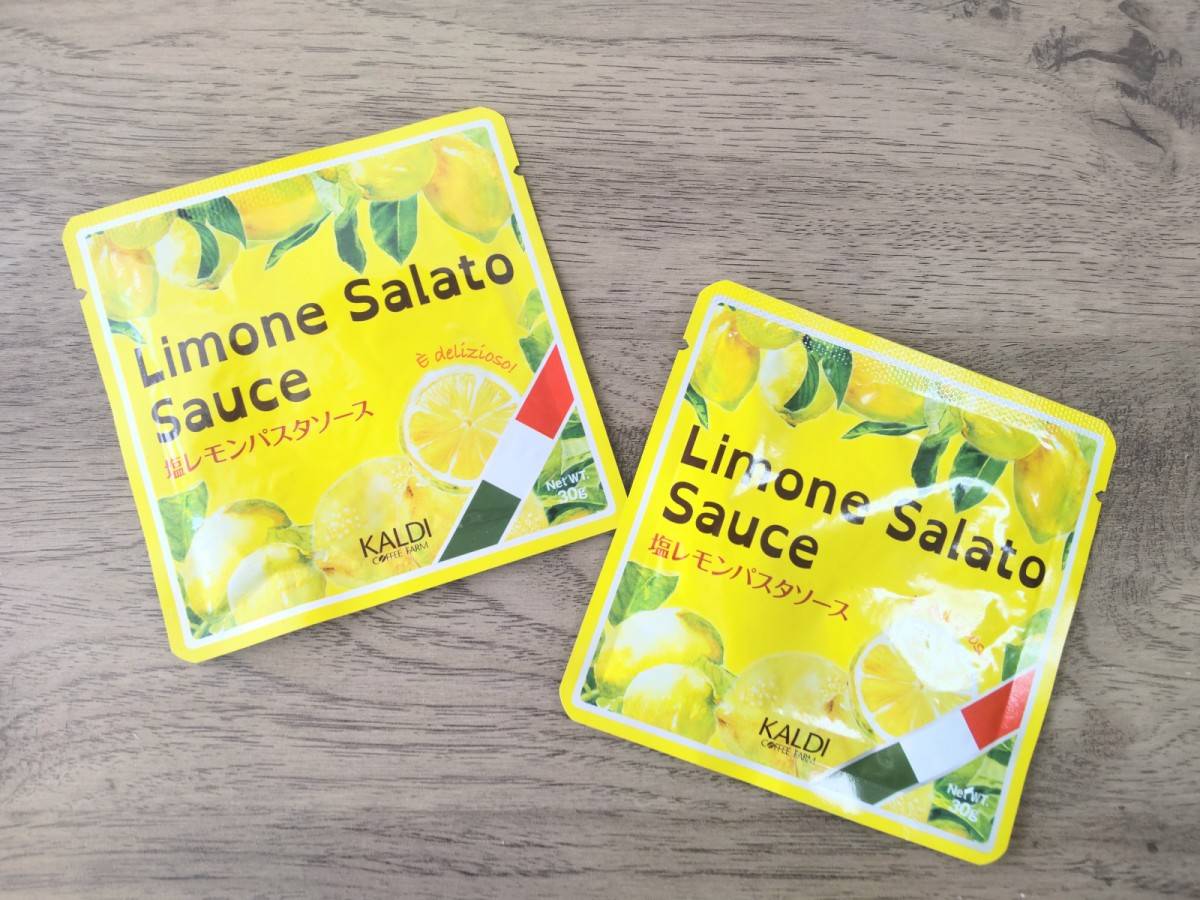 Limone Salato
Sauce
塩レモンパスタソース
È delizioso!
Net WT.
30g
KALDI
COFFEE FARM
Limone Salato
Sauce
塩レモンパスタソース
KALDI
COFFEE FARM
Net WT.
30g